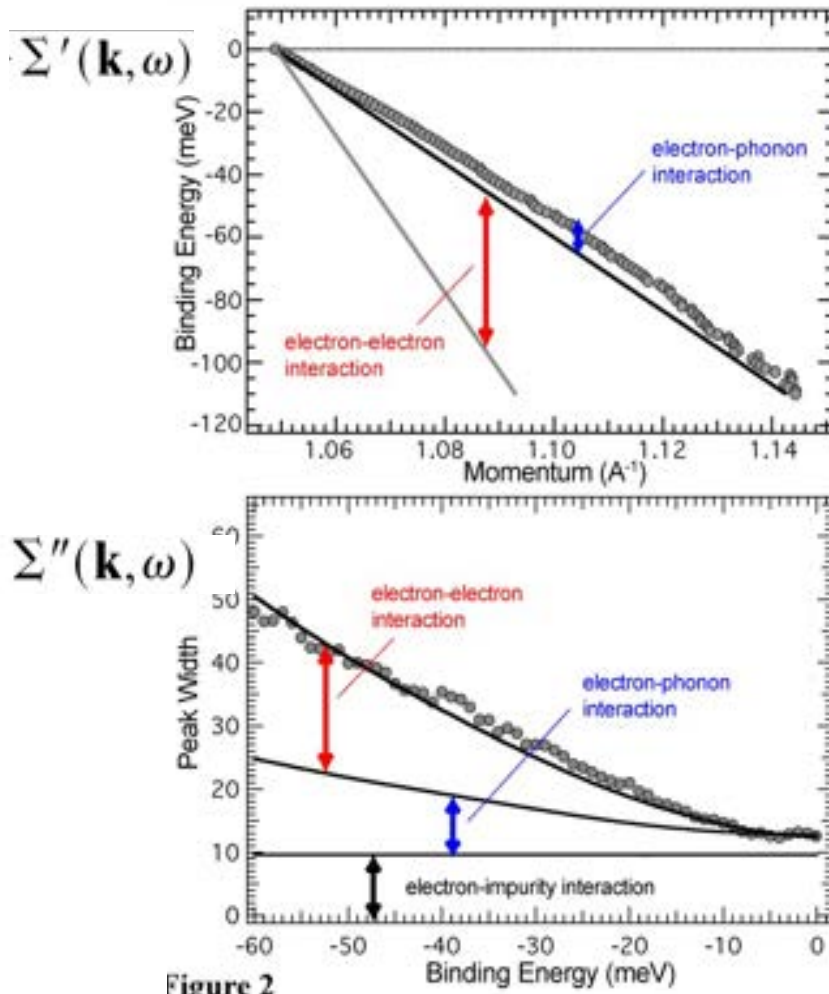 - Σ′(k, ω)
0
-20
-40
-60
-80
-100
-120
Binding Energy (meV)
electron-phonon
interaction
electron-electron
interaction
1.06
1.08
1.10
1.12
1.14
Momentum (A⁻¹)
Σ″(k, ω)
60
50
40
30
20
10
0
Peak Width
electron-electron
interaction
electron-phonon
interaction
electron-impurity interaction
-60
-50
-40
-30
-20
-10
0
Binding Energy (meV)
Figure 2